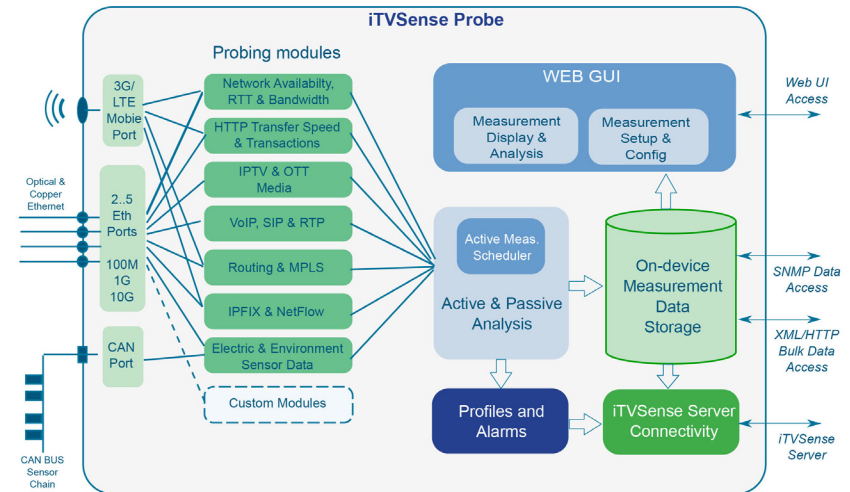 iTVSense Probe
Probing modules
3G/
LTE
Mobie
Port
Optical &
Copper
Ethernet
2..5
Eth
Ports
100M
1G
10G
CAN
Port
CAN BUS
Sensor
Chain
Network Availabilty,
RTT & Bandwidth
HTTP Transfer Speed
& Transactions
IPTV & OTT
Media
VoIP, SIP & RTP
Routing & MPLS
IPFIX & NetFlow
Electric & Environment
Sensor Data
Custom Modules
WEB GUI
Measurement
Display &
Analysis
Measurement
Setup &
Config
Active Meas.
Scheduler
Active & Passive
Analysis
On-device
Measurement
Data
Storage
Profiles and
Alarms
iTVSense Server
Connectivity
Web UI
Access
SNMP Data
Access
XML/HTTP
Bulk Data
Access
iTVSense
Server